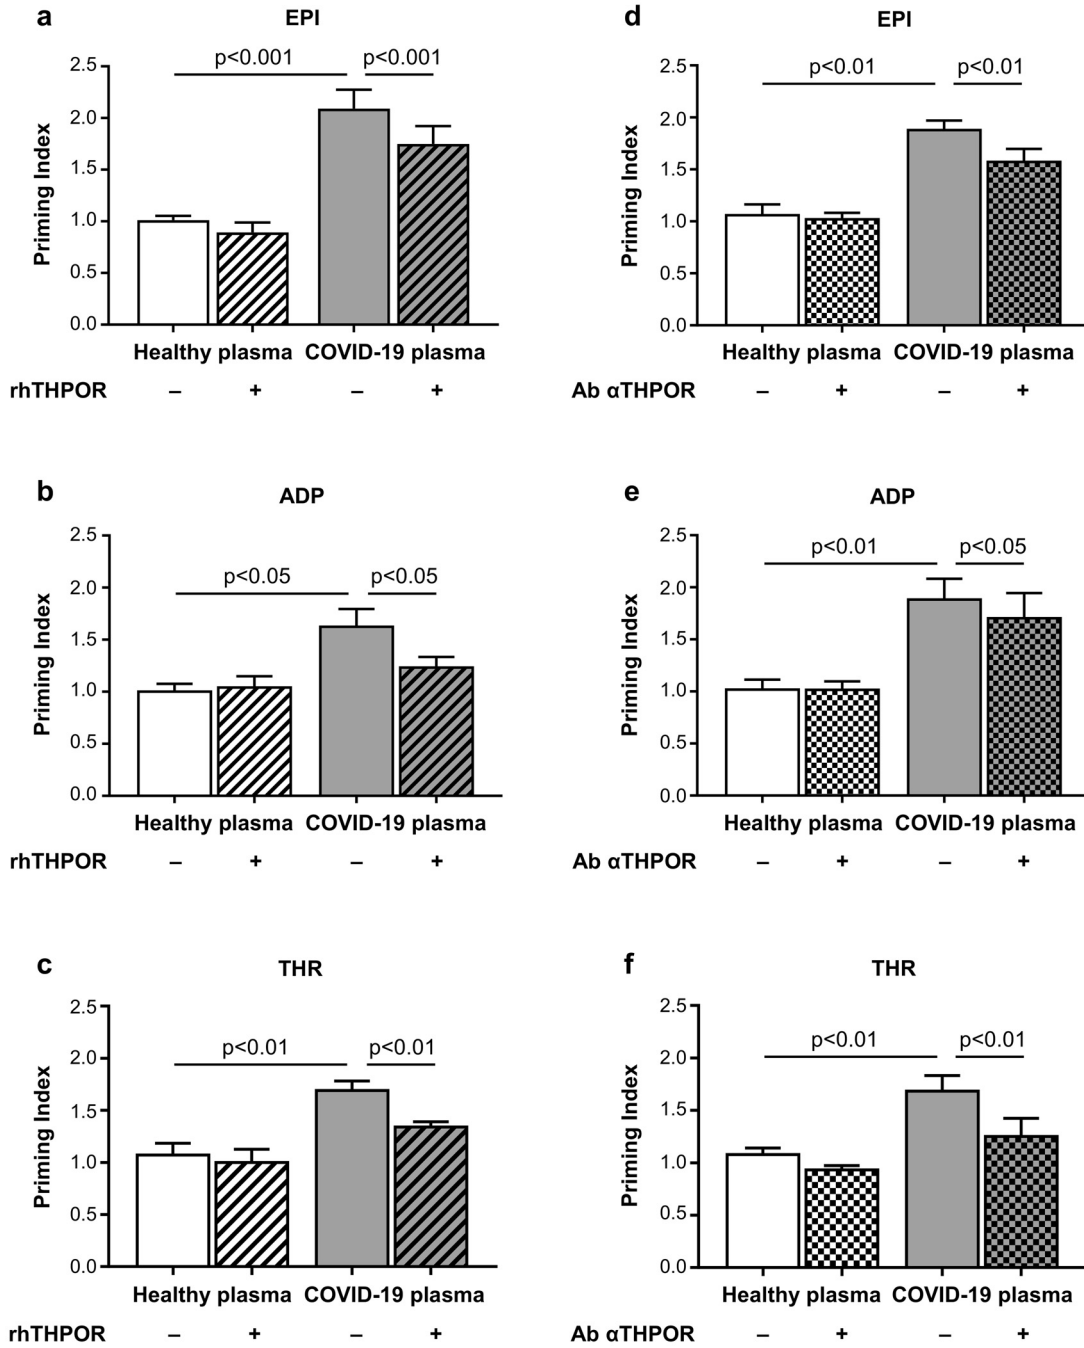 a
EPI
p<0.001
p<0.001
2.5
2.0
1.5
1.0
0.5
0.0
Priming Index
Healthy plasma COVID-19 plasma
rhTHPOR – + – +
d
EPI
p<0.01
p<0.01
2.5
2.0
1.5
1.0
0.5
0.0
Priming Index
Healthy plasma COVID-19 plasma
Ab αTHPOR – + – +
b
ADP
p<0.05
p<0.05
2.5
2.0
1.5
1.0
0.5
0.0
Priming Index
Healthy plasma COVID-19 plasma
rhTHPOR – + – +
e
ADP
p<0.01
p<0.05
2.5
2.0
1.5
1.0
0.5
0.0
Priming Index
Healthy plasma COVID-19 plasma
Ab αTHPOR – + – +
c
THR
p<0.01
p<0.01
2.5
2.0
1.5
1.0
0.5
0.0
Priming Index
Healthy plasma COVID-19 plasma
rhTHPOR – + – +
f
THR
p<0.01
p<0.01
2.5
2.0
1.5
1.0
0.5
0.0
Priming Index
Healthy plasma COVID-19 plasma
Ab αTHPOR – + – +